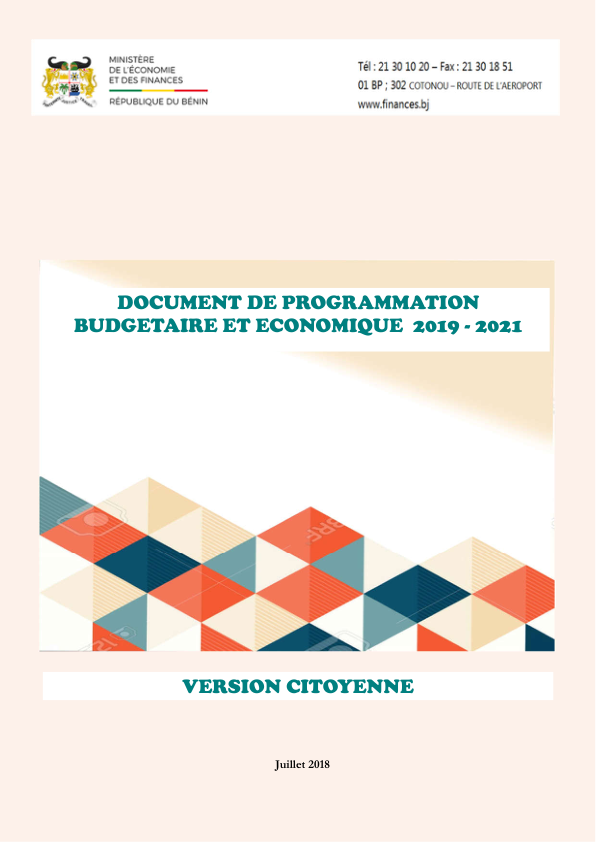 MINISTÈRE
DE L'ÉCONOMIE
ET DES FINANCES
RÉPUBLIQUE DU BÉNIN
Tél : 21 30 10 20 – Fax : 21 30 18 51
01 BP ; 302 COTONOU – ROUTE DE L'AEROPORT
www.finances.bj
DOCUMENT DE PROGRAMMATION
BUDGETAIRE ET ECONOMIQUE 2019 - 2021
VERSION CITOYENNE
Juillet 2018